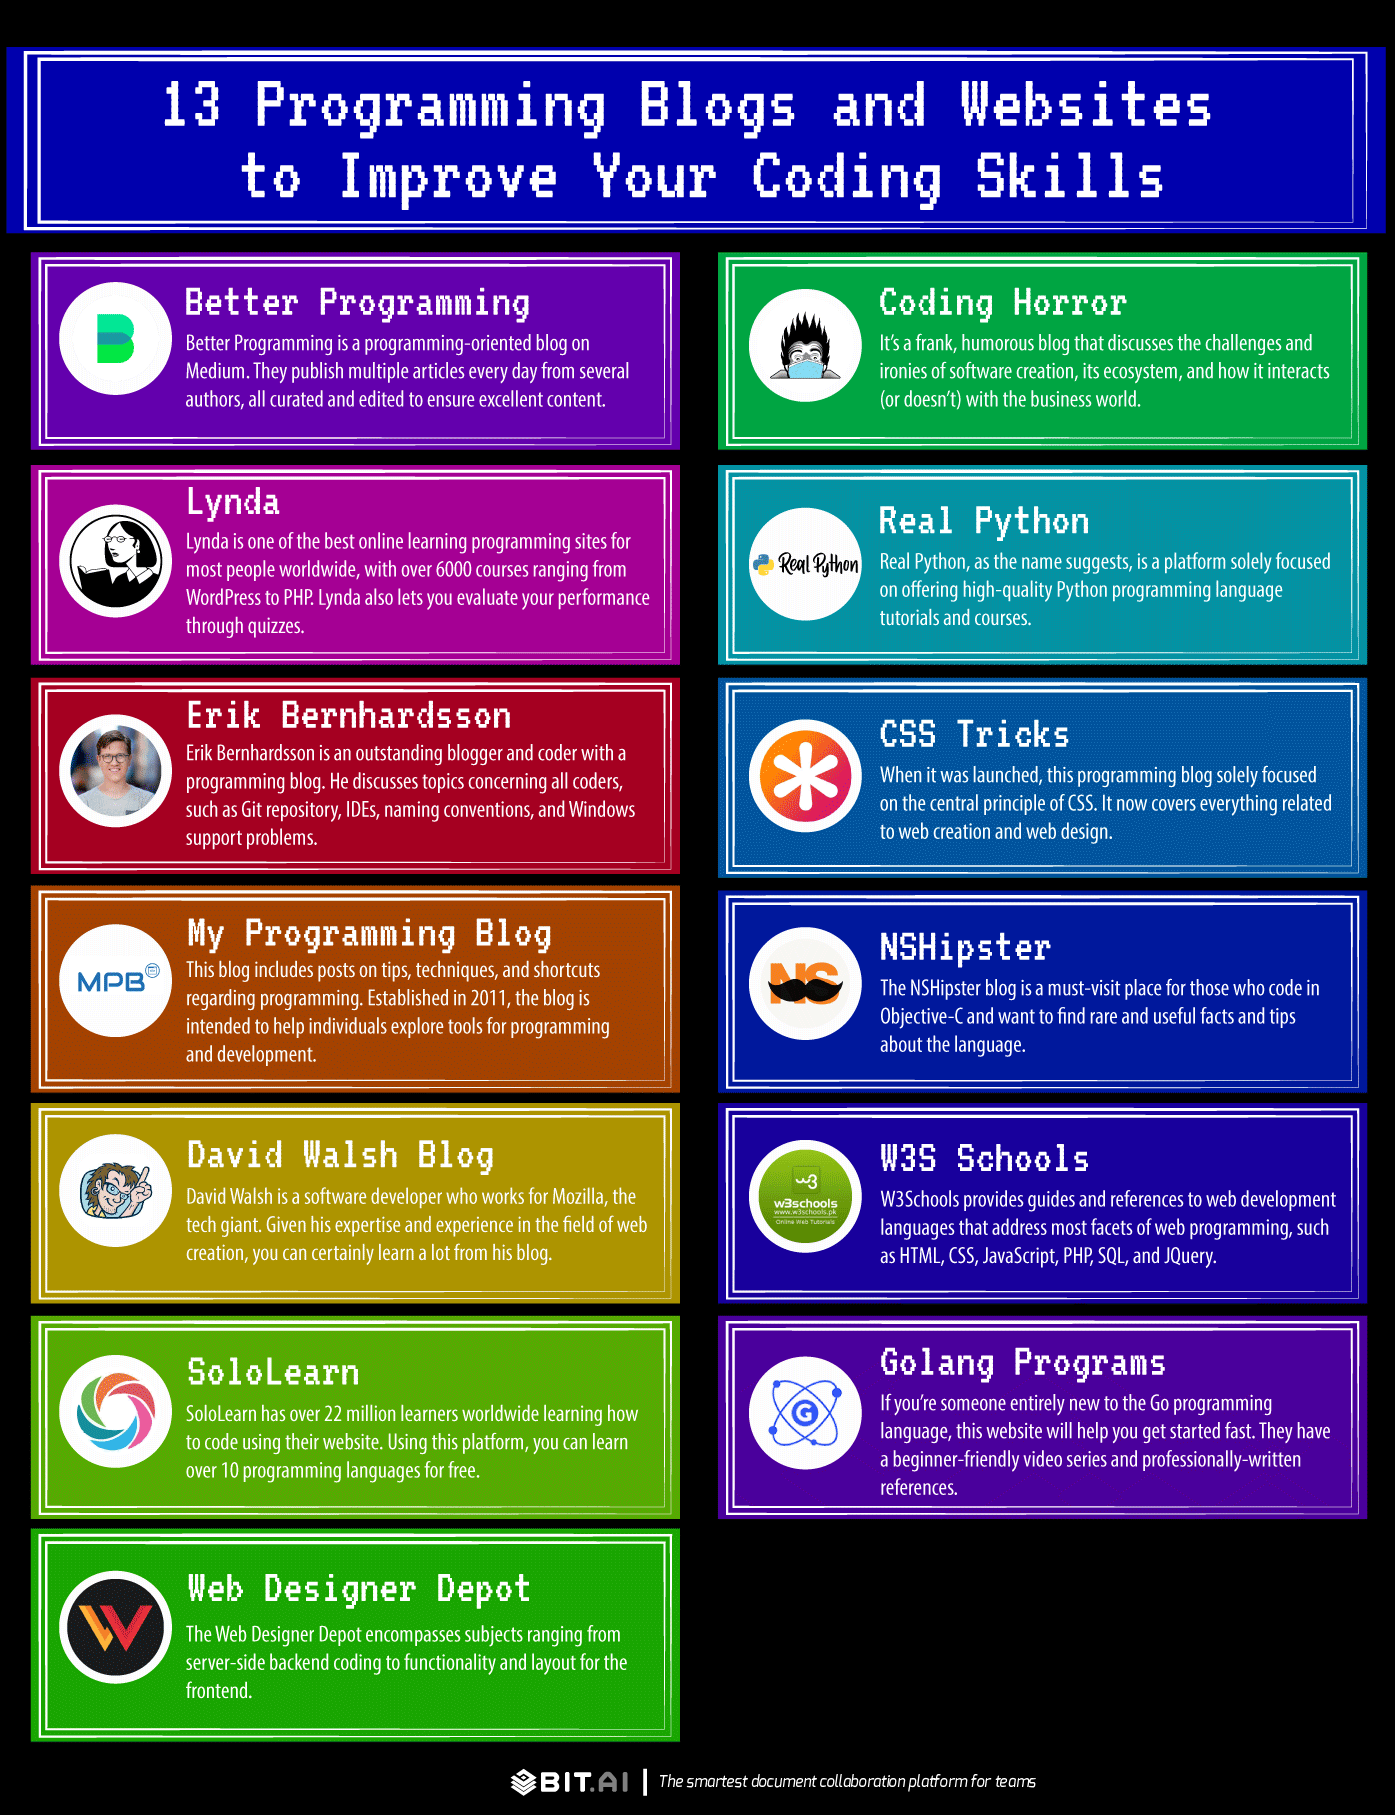 13 Programming Blogs and Websites
to Improve Your Coding Skills
Better Programming
Better Programming is a programming-oriented blog on
Medium. They publish multiple articles every day from several
authors, all curated and edited to ensure excellent content.
Coding Horror
It's a frank, humorous blog that discusses the challenges and
ironies of software creation, its ecosystem, and how it interacts
(or doesn't) with the business world.
Lynda
Lynda is one of the best online learning programming sites for
most people worldwide, with over 6000 courses ranging from
WordPress to PHP. Lynda also lets you evaluate your performance
through quizzes.
Real Python
Real Python
Real Python, as the name suggests, is a platform solely focused
on offering high-quality Python programming language
tutorials and courses.
Erik Bernhardsson
Erik Bernhardsson is an outstanding blogger and coder with a
programming blog. He discusses topics concerning all coders,
such as Git repository, IDEs, naming conventions, and Windows
support problems.
CSS Tricks
When it was launched, this programming blog solely focused
on the central principle of CSS. It now covers everything related
to web creation and web design.
MPB
My Programming Blog
This blog includes posts on tips, techniques, and shortcuts
regarding programming. Established in 2011, the blog is
intended to help individuals explore tools for programming
and development.
NS
NSHipster
The NSHipster blog is a must-visit place for those who code in
Objective-C and want to find rare and useful facts and tips
about the language.
David Walsh Blog
David Walsh is a software developer who works for Mozilla, the
tech giant. Given his expertise and experience in the field of web
creation, you can certainly learn a lot from his blog.
w3
w3schools
www.w3schools.pk
Online Web Tutorials
W3S Schools
W3Schools provides guides and references to web development
languages that address most facets of web programming, such
as HTML, CSS, JavaScript, PHP, SQL, and JQuery.
SoloLearn
SoloLearn has over 22 million learners worldwide learning how
to code using their website. Using this platform, you can learn
over 10 programming languages for free.
G
Golang Programs
If you're someone entirely new to the Go programming
language, this website will help you get started fast. They have
a beginner-friendly video series and professionally-written
references.
Web Designer Depot
The Web Designer Depot encompasses subjects ranging from
server-side backend coding to functionality and layout for the
frontend.
BIT.AI | The smartest document collaboration platform for teams